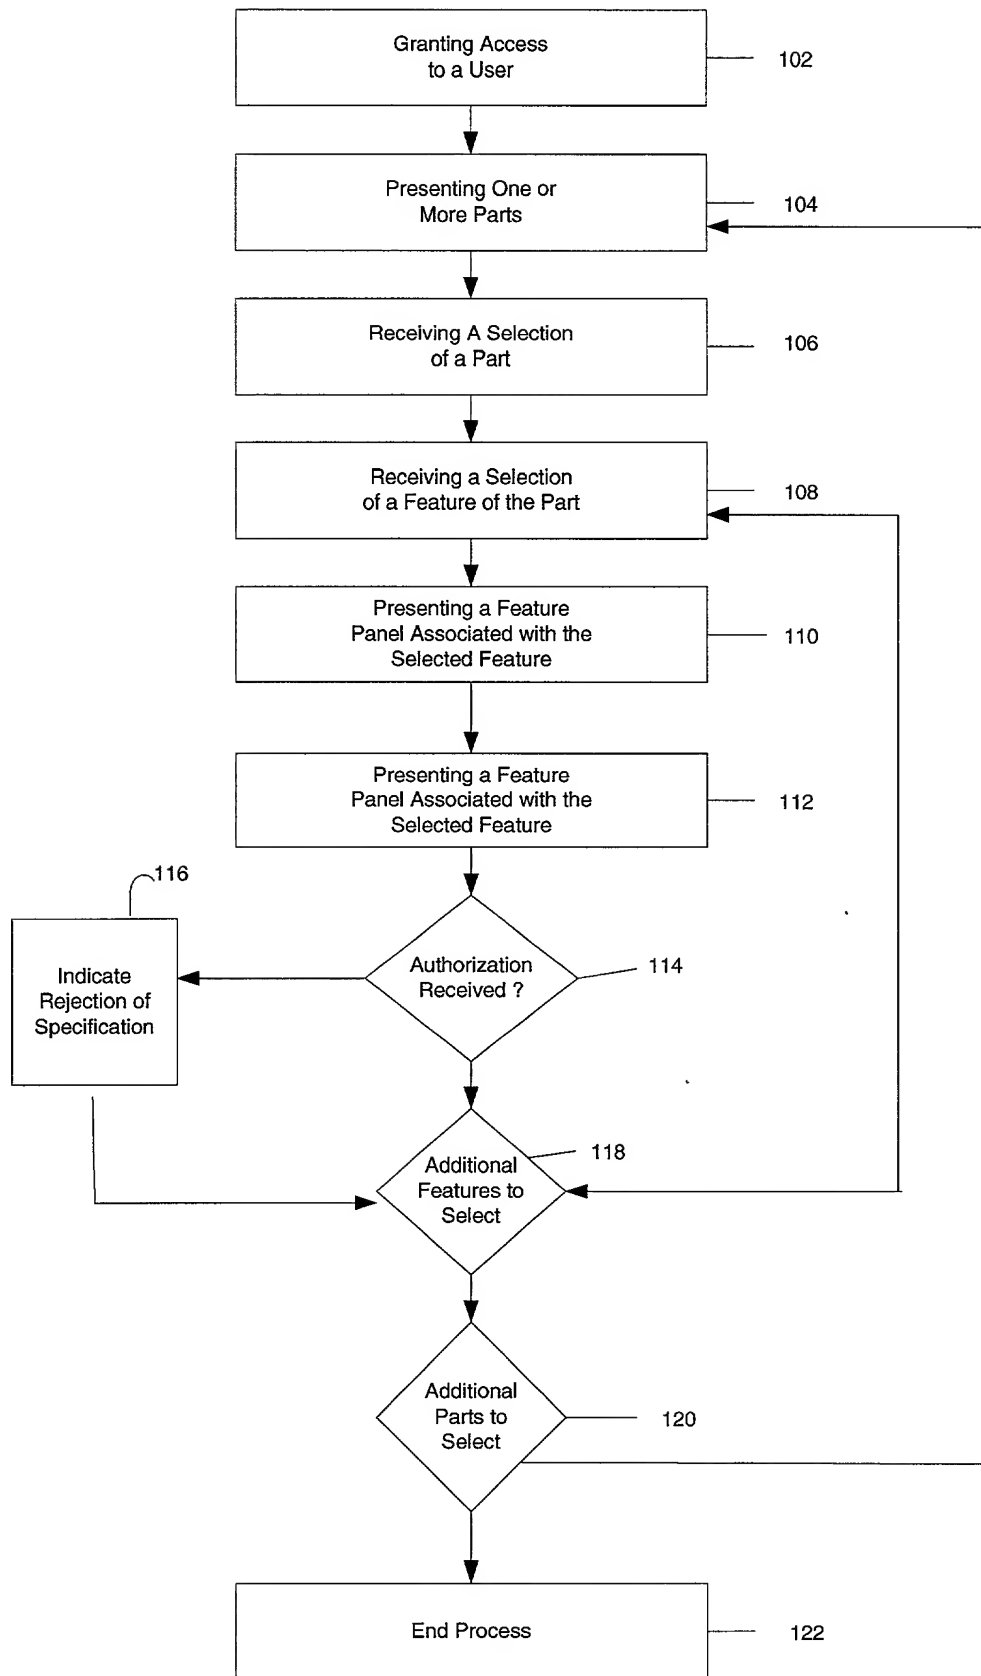 Granting Access
to a User
102
Presenting One or
More Parts
104
Receiving A Selection
of a Part
106
Receiving a Selection
of a Feature of the Part
108
Presenting a Feature
Panel Associated with the
Selected Feature
110
Presenting a Feature
Panel Associated with the
Selected Feature
112
116
Indicate
Rejection of
Specification
Authorization
Received ?
114
Additional
Features to
Select
118
Additional
Parts to
Select
120
End Process
122